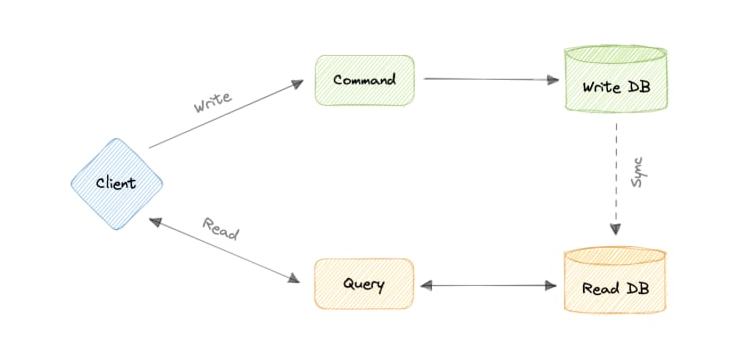 Command
Write DB
Write
Client
Sync
Read
Query
Read DB